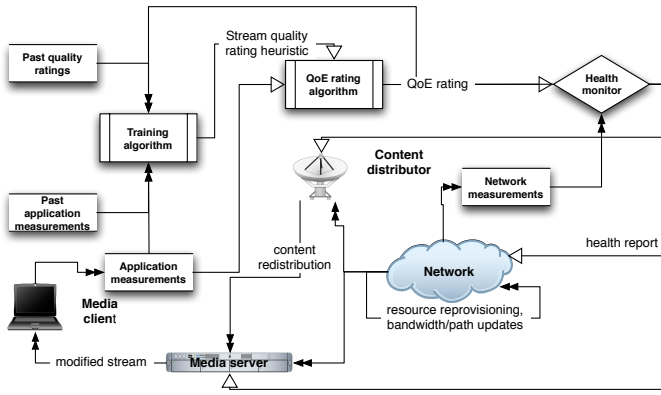 Stream quality
rating heuristic
Past quality
ratings
QoE rating
algorithm
QoE rating
Health
monitor
Training
algorithm
Content
distributor
Network
measurements
Past
application
measurements
content
redistribution
health report
Application
measurements
Network
Media
client
resource reprovisioning,
bandwidth/path updates
modified stream
Media server